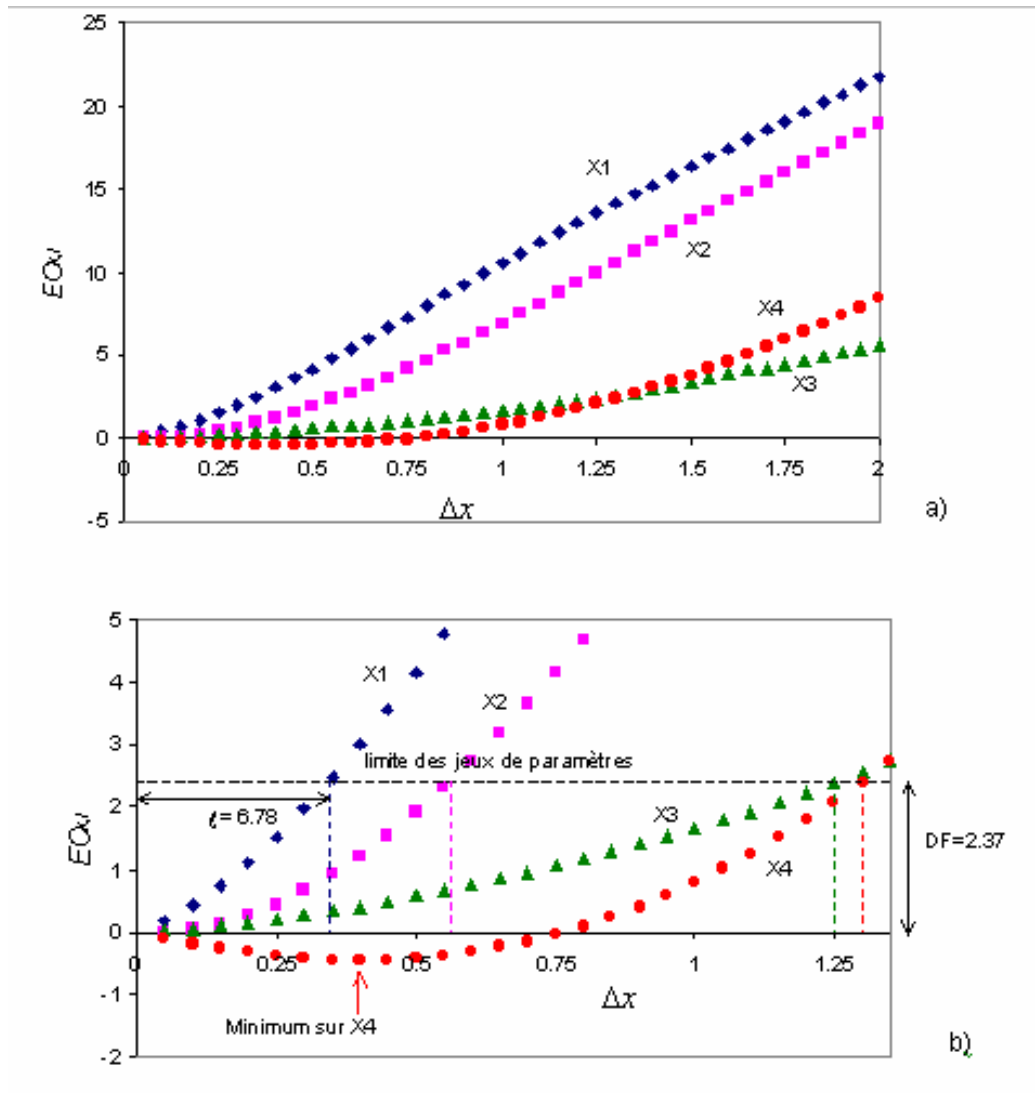 25
20
15
10
5
0
-5
ECxi
0 0.25 0.5 0.75 1 1.25 1.5 1.75 2
Δx
X1
X2
X4
X3
a)
5
4
3
2
1
0
-1
-2
ECxi
X1
X2
limite des jeux de paramètres
ℓ = 6.78
X3
X4
DF=2.37
0 0.25 0.5 0.75 1 1.25
Δx
Minimum sur X4
b)